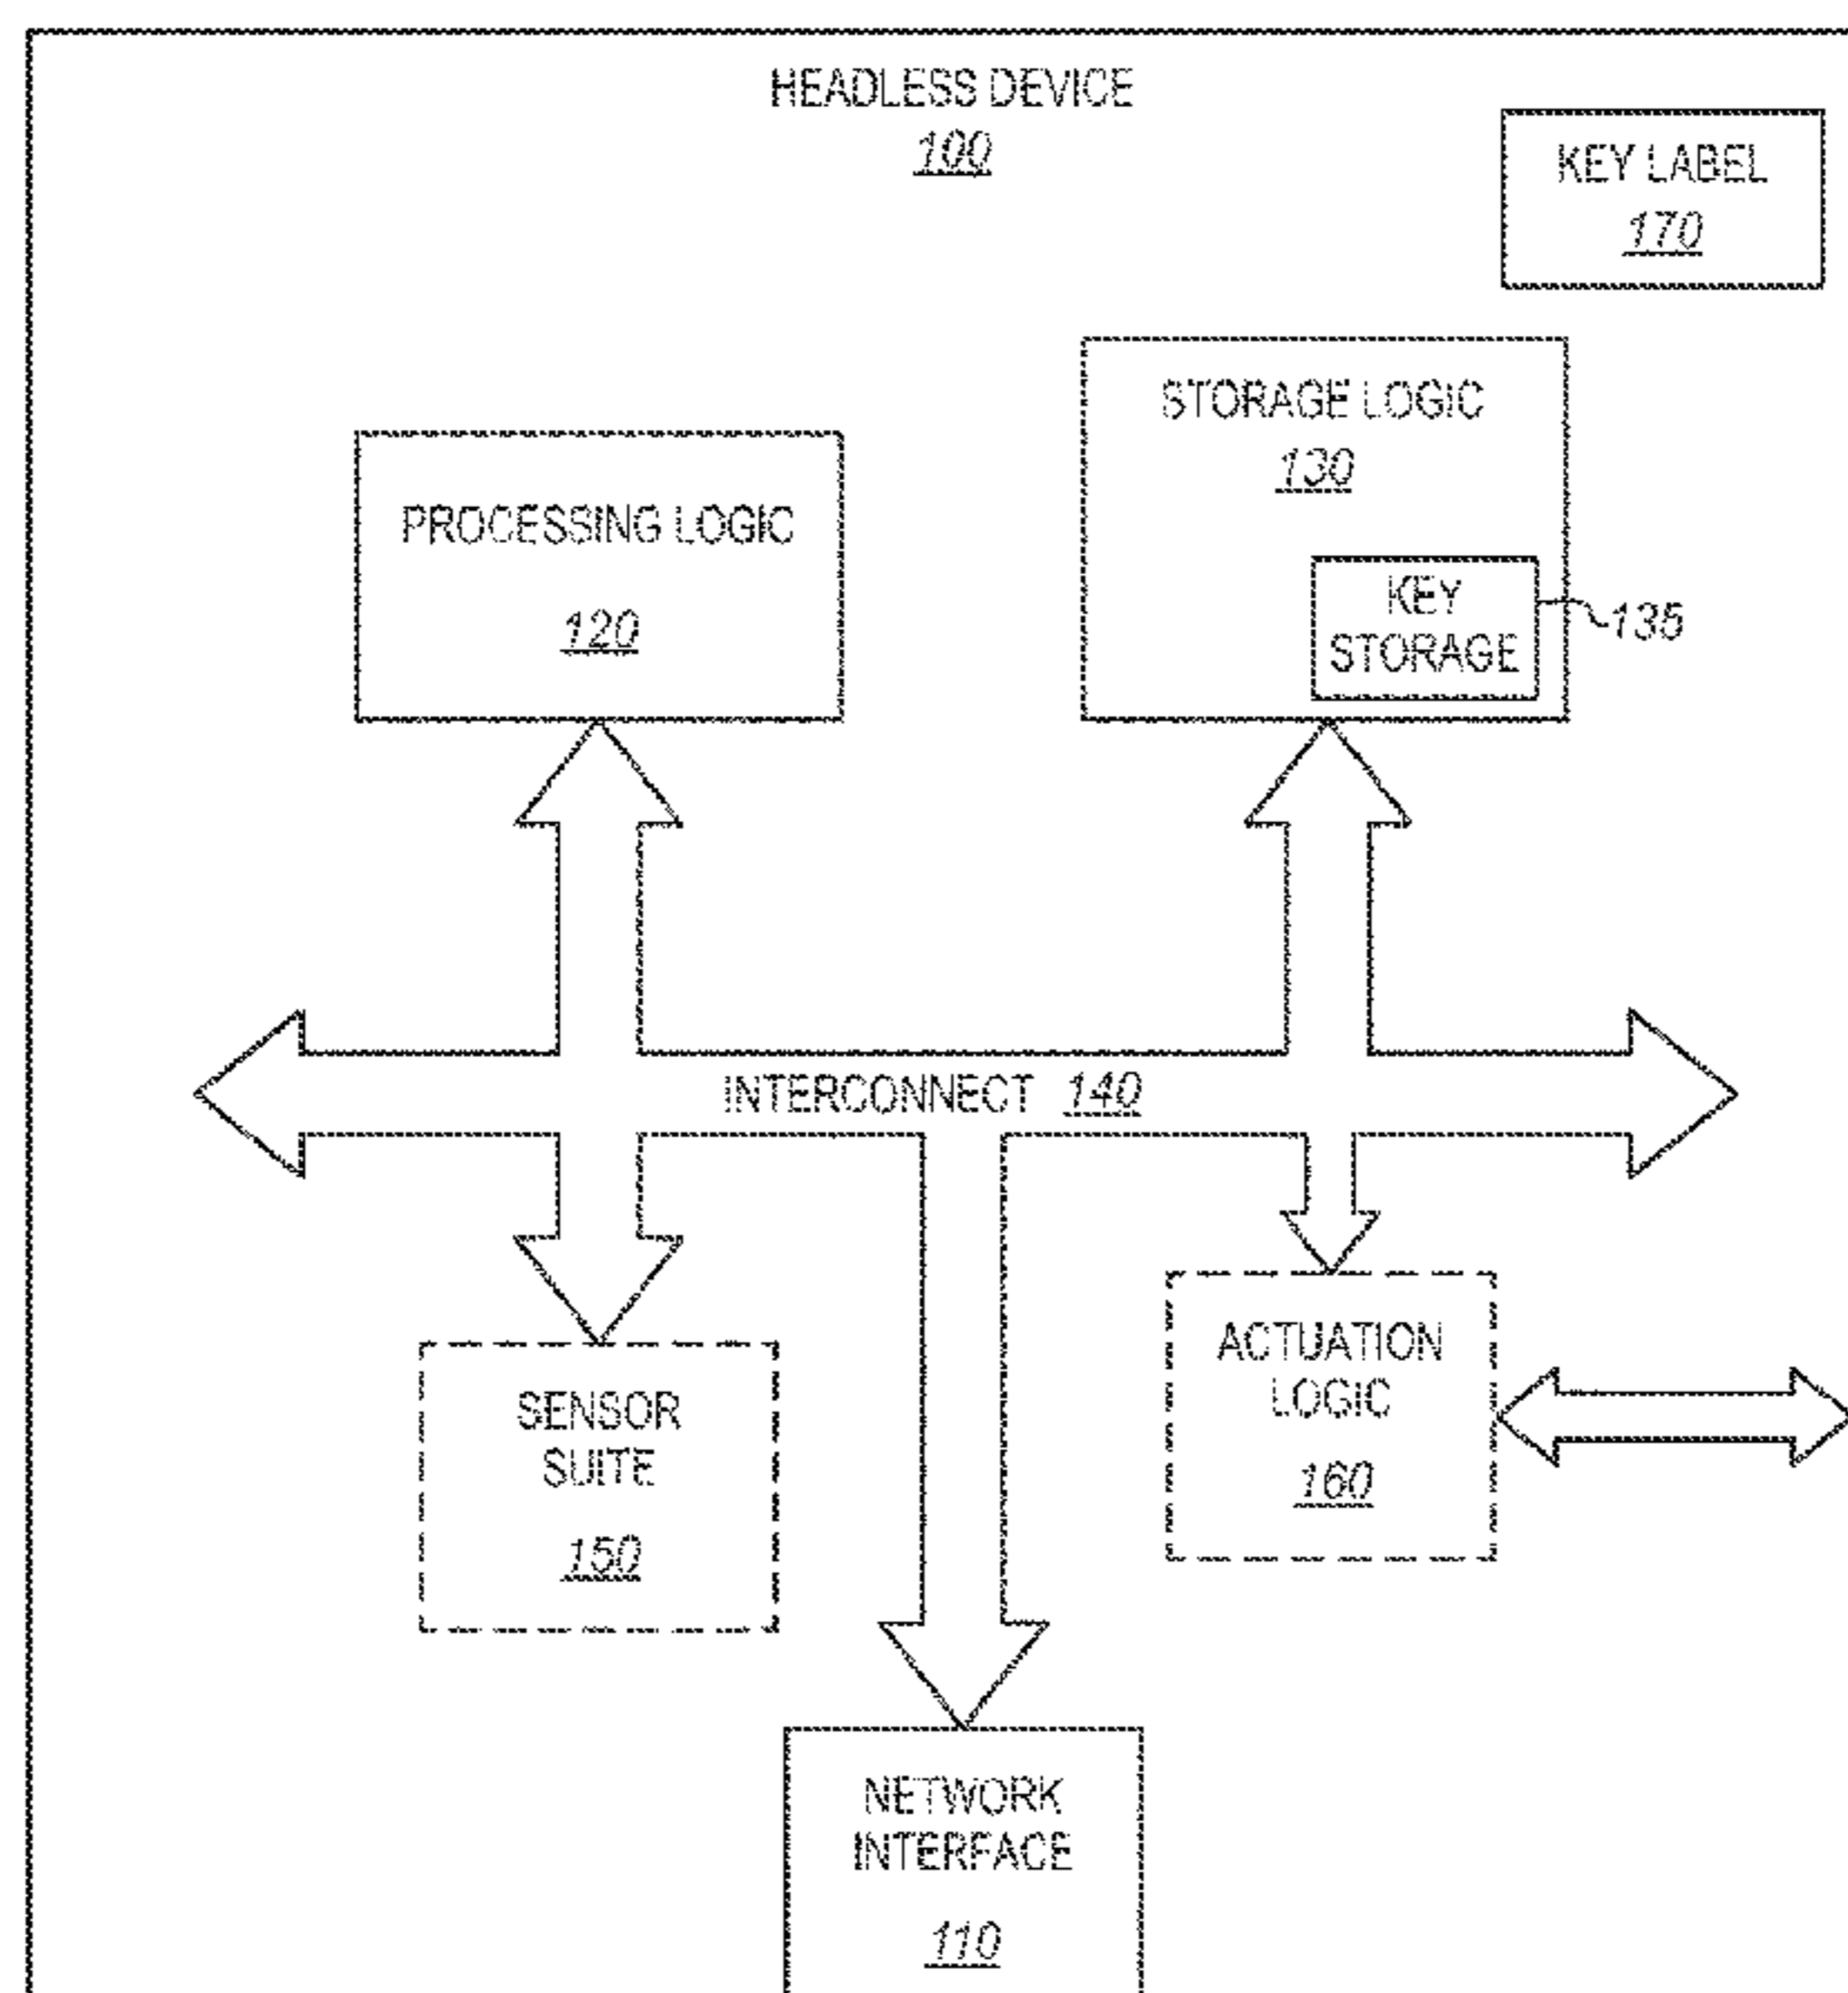 HEADLESS DEVICE
100
KEY LABEL
170
STORAGE LOGIC
130
PROCESSING LOGIC
120
KEY
STORAGE
135
INTERCONNECT 140
ACTUATION
LOGIC
160
SENSOR
SUITE
150
NETWORK
INTERFACE
110